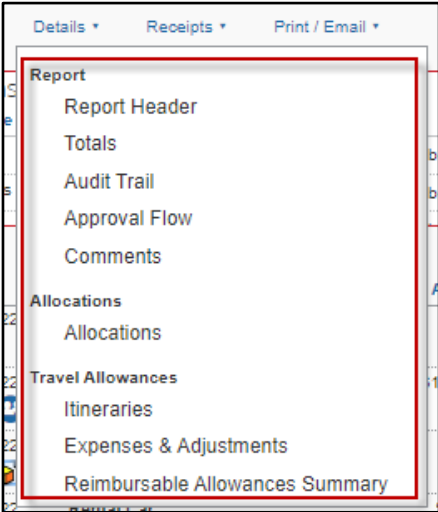 Details ▾ Receipts ▾ Print / Email ▾
Report
Report Header
Totals
Audit Trail
Approval Flow
Comments
Allocations
Allocations
Travel Allowances
Itineraries
Expenses & Adjustments
Reimbursable Allowances Summary